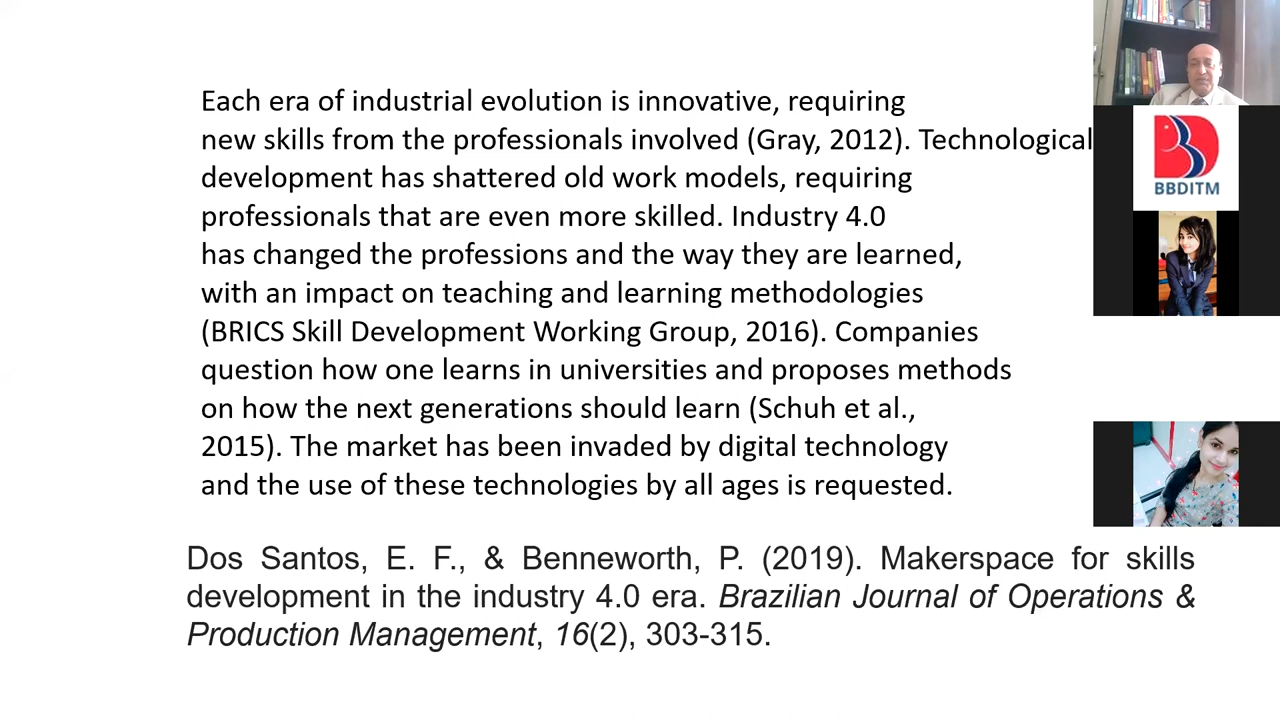 Each era of industrial evolution is innovative, requiring
new skills from the professionals involved (Gray, 2012). Technological
development has shattered old work models, requiring
professionals that are even more skilled. Industry 4.0
has changed the professions and the way they are learned,
with an impact on teaching and learning methodologies
(BRICS Skill Development Working Group, 2016). Companies
question how one learns in universities and proposes methods
on how the next generations should learn (Schuh et al.,
2015). The market has been invaded by digital technology
and the use of these technologies by all ages is requested.
Dos Santos, E. F., & Benneworth, P. (2019). Makerspace for skills
development in the industry 4.0 era. Brazilian Journal of Operations &
Production Management, 16(2), 303-315.
BBDITM